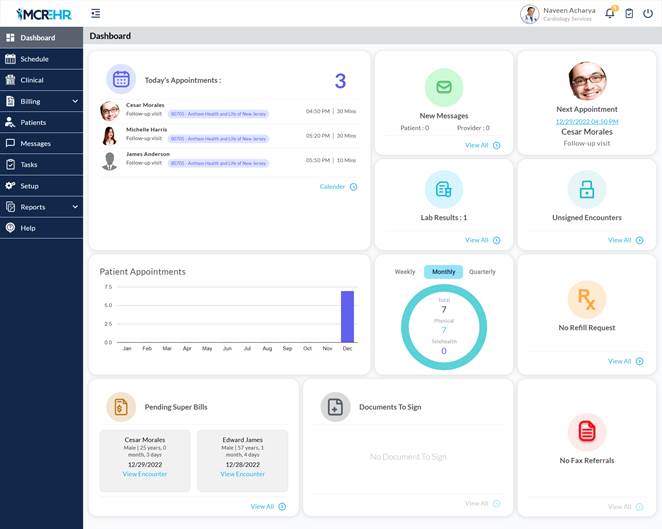 MCREHR
Naveen Acharya
Cardiology Services
Dashboard
Schedule
Clinical
Billing
Patients
Messages
Tasks
Setup
Reports
Help
Dashboard
Today's Appointments :
3
Cesar Morales
Follow-up visit
80705 - Anthem Health and Life of New Jersey
04:50 PM | 30 Mins
Michelle Harris
Follow-up visit
80705 - Anthem Health and Life of New Jersey
05:20 PM | 30 Mins
James Anderson
Follow-up visit
80705 - Anthem Health and Life of New Jersey
05:50 PM | 10 Mins
Calender
New Messages
Patient : 0 Provider : 0
View All
Next Appointment
12/29/2022 04:50 PM
Cesar Morales
Follow-up visit
Lab Results : 1
View All
Unsigned Encounters
View All
Patient Appointments
7.5
5.0
2.5
0.0
Jan Feb Mar Apr May Jun Jul Aug Sep Oct Nov Dec
Weekly Monthly Quarterly
Total
7
Physical
7
Telehealth
0
Rx
No Refill Request
View All
Pending Super Bills
Cesar Morales
Male | 25 years, 0
month, 3 days
12/29/2022
View Encounter
Edward James
Male | 57 years, 1
month, 4 days
12/28/2022
View Encounter
View All
Documents To Sign
No Document To Sign
View All
No Fax Referrals
View All